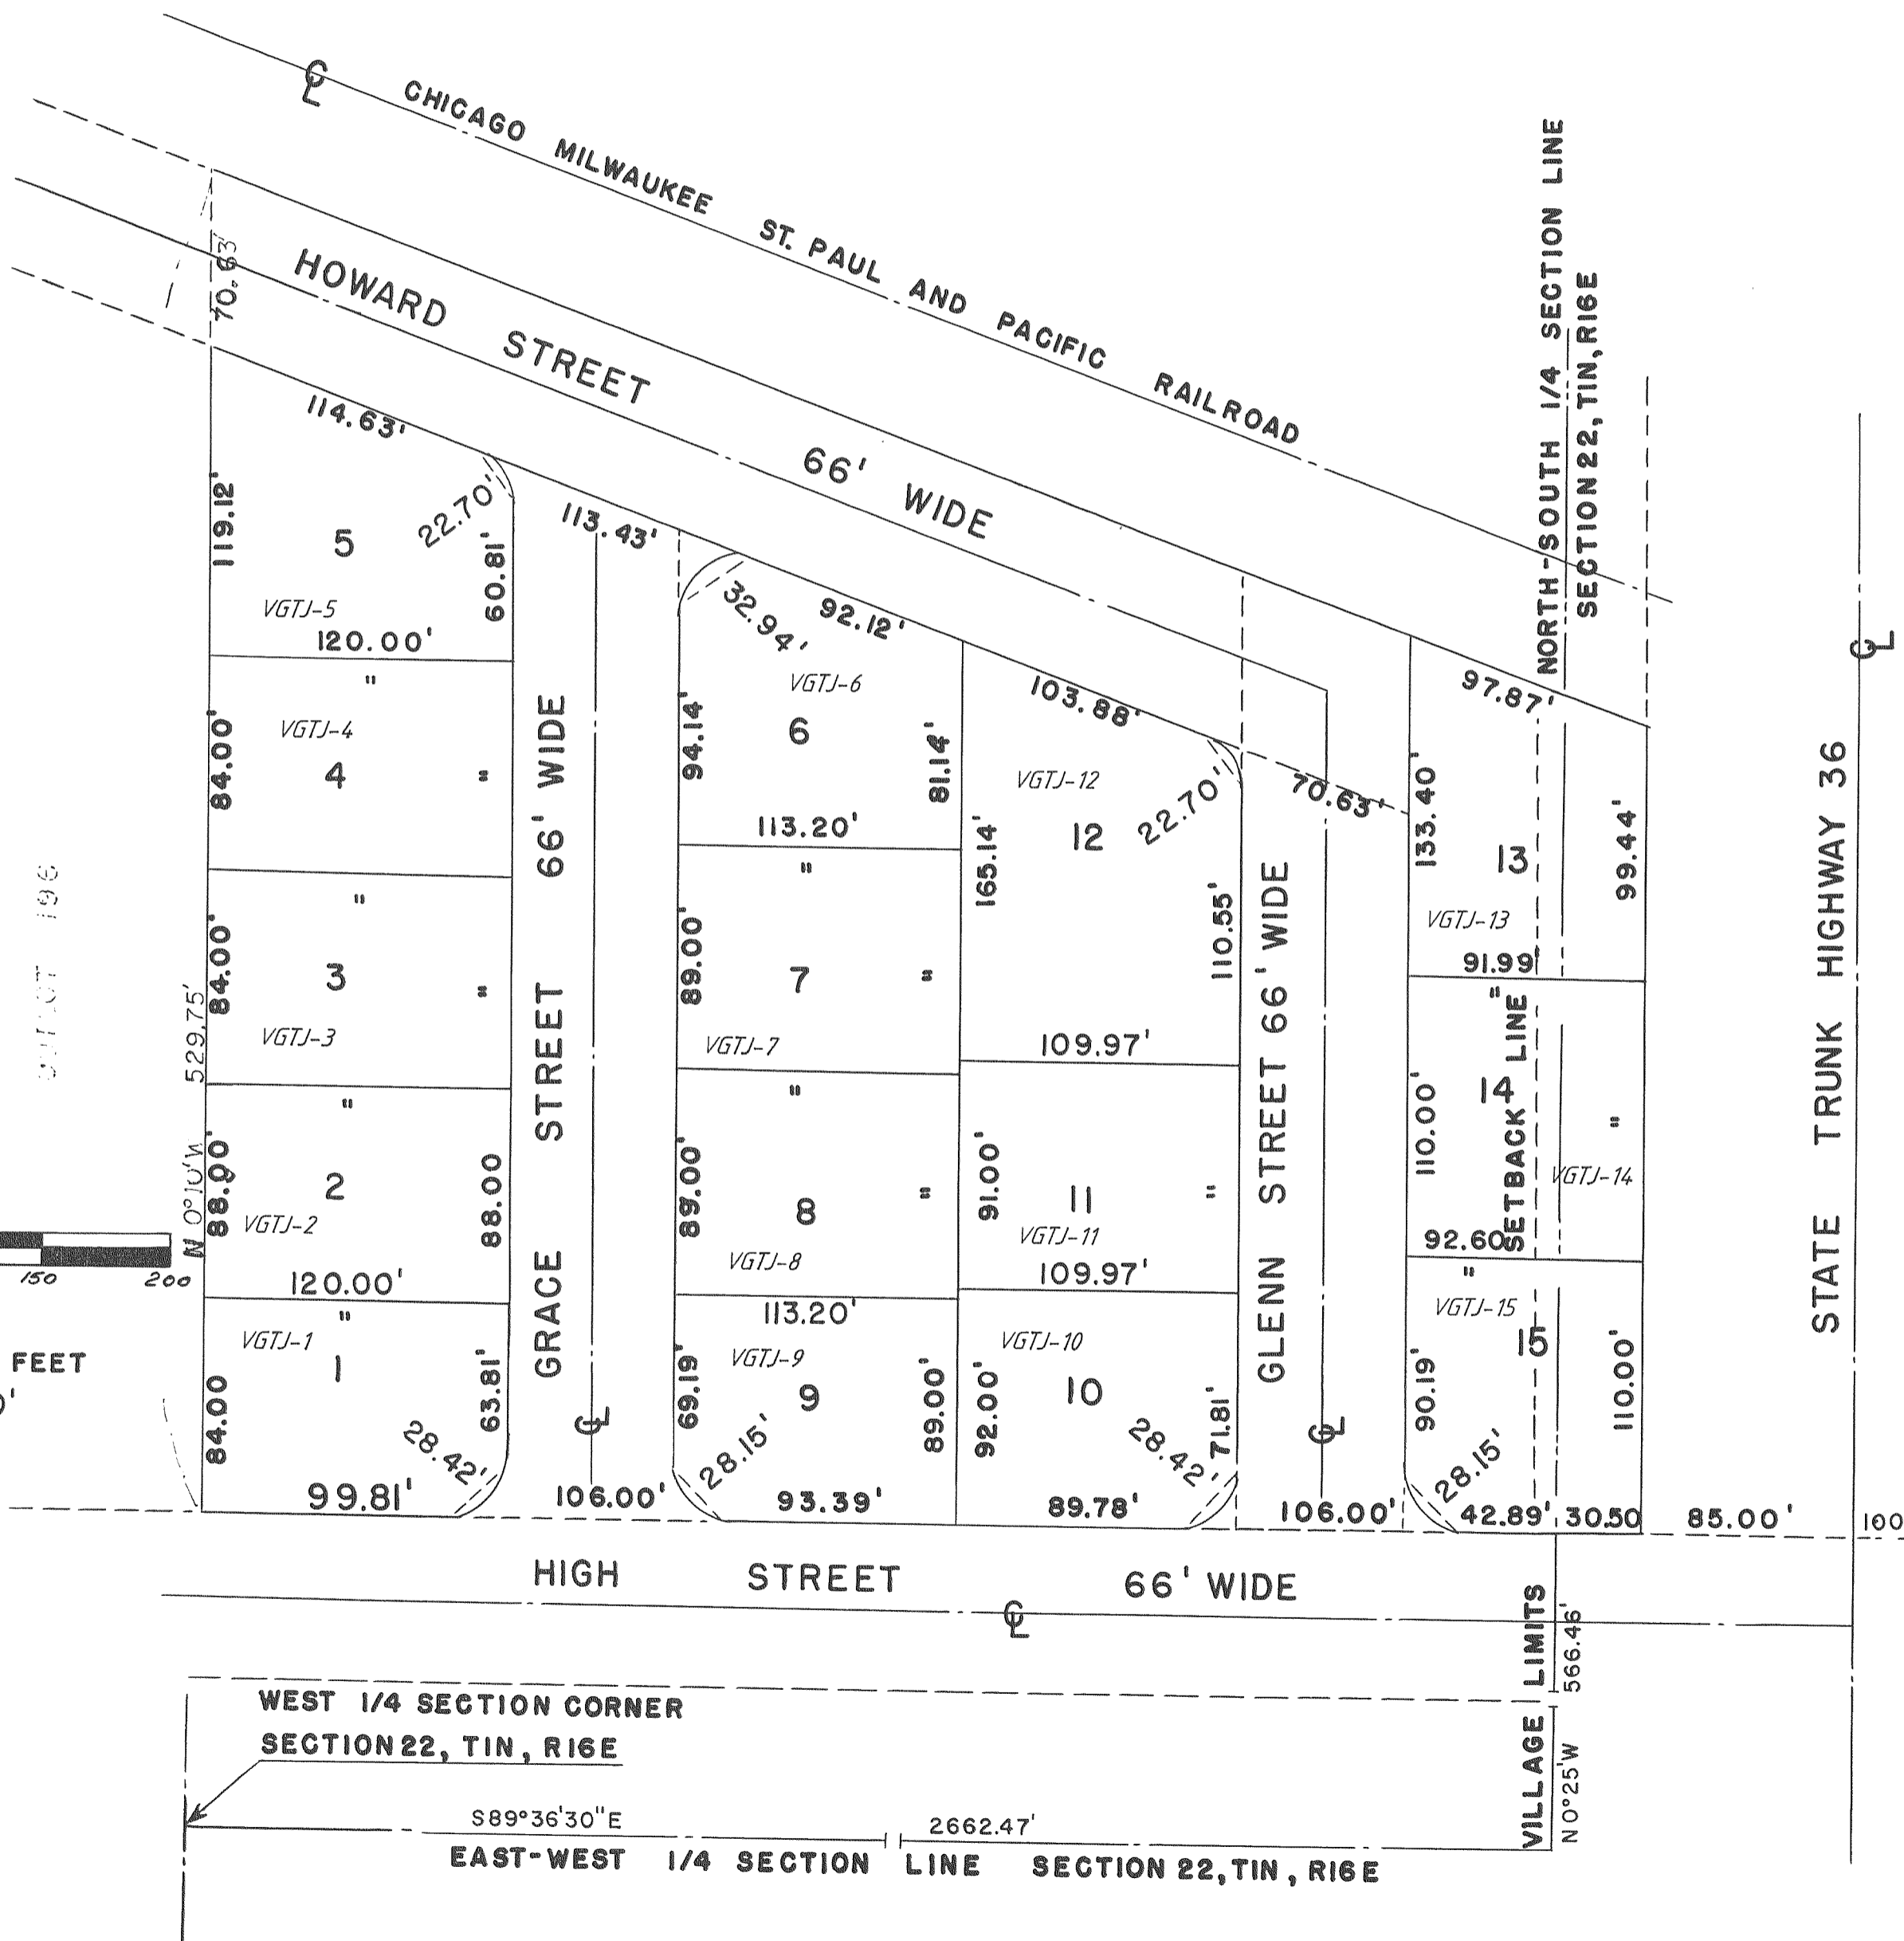 CHICAGO MILWAUKEE ST. PAUL AND PACIFIC RAILROAD
NORTH-SOUTH 1/4 SECTION LINE
SECTION 22, T1N, R16E
HOWARD STREET 66' WIDE
70.63'
114.63'
113.43'
92.12'
103.88'
70.63'
97.87'
119.12'
5
22.70'
60.81'
VGTJ-5
120.00'
"
VGTJ-4
84.00'
4
"
"
84.00'
3
"
VGTJ-3
"
88.00'
2
88.00
VGTJ-2
120.00'
"
VGTJ-1
1
84.00
63.81'
28.42'
99.81'
N 0°10'W 529.75'
150
200
FEET
GRACE STREET 66' WIDE
106.00'
32.94'
VGTJ-6
94.14'
6
81.14'
113.20'
"
89.00'
7
"
VGTJ-7
"
89.00'
8
"
VGTJ-8
113.20'
VGTJ-9
69.19'
9
89.00'
28.15'
93.39'
VGTJ-12
22.70'
12
165.14'
110.55'
109.97'
91.00'
11
"
VGTJ-11
109.97'
VGTJ-10
92.00'
10
71.81'
28.42'
89.78'
GLENN STREET 66' WIDE
106.00'
133.40'
13
99.44'
VGTJ-13
91.99'
"
SETBACK LINE
14
110.00'
"
VGTJ-14
92.60
"
VGTJ-15
15
90.19'
110.00'
28.15'
42.89'
30.50
85.00'
100
STATE TRUNK HIGHWAY 36
HIGH STREET 66' WIDE
VILLAGE LIMITS
566.46'
N 0°25'W
WEST 1/4 SECTION CORNER
SECTION 22, T1N, R16E
S89°36'30"E
2662.47'
EAST-WEST 1/4 SECTION LINE SECTION 22, T1N, R16E